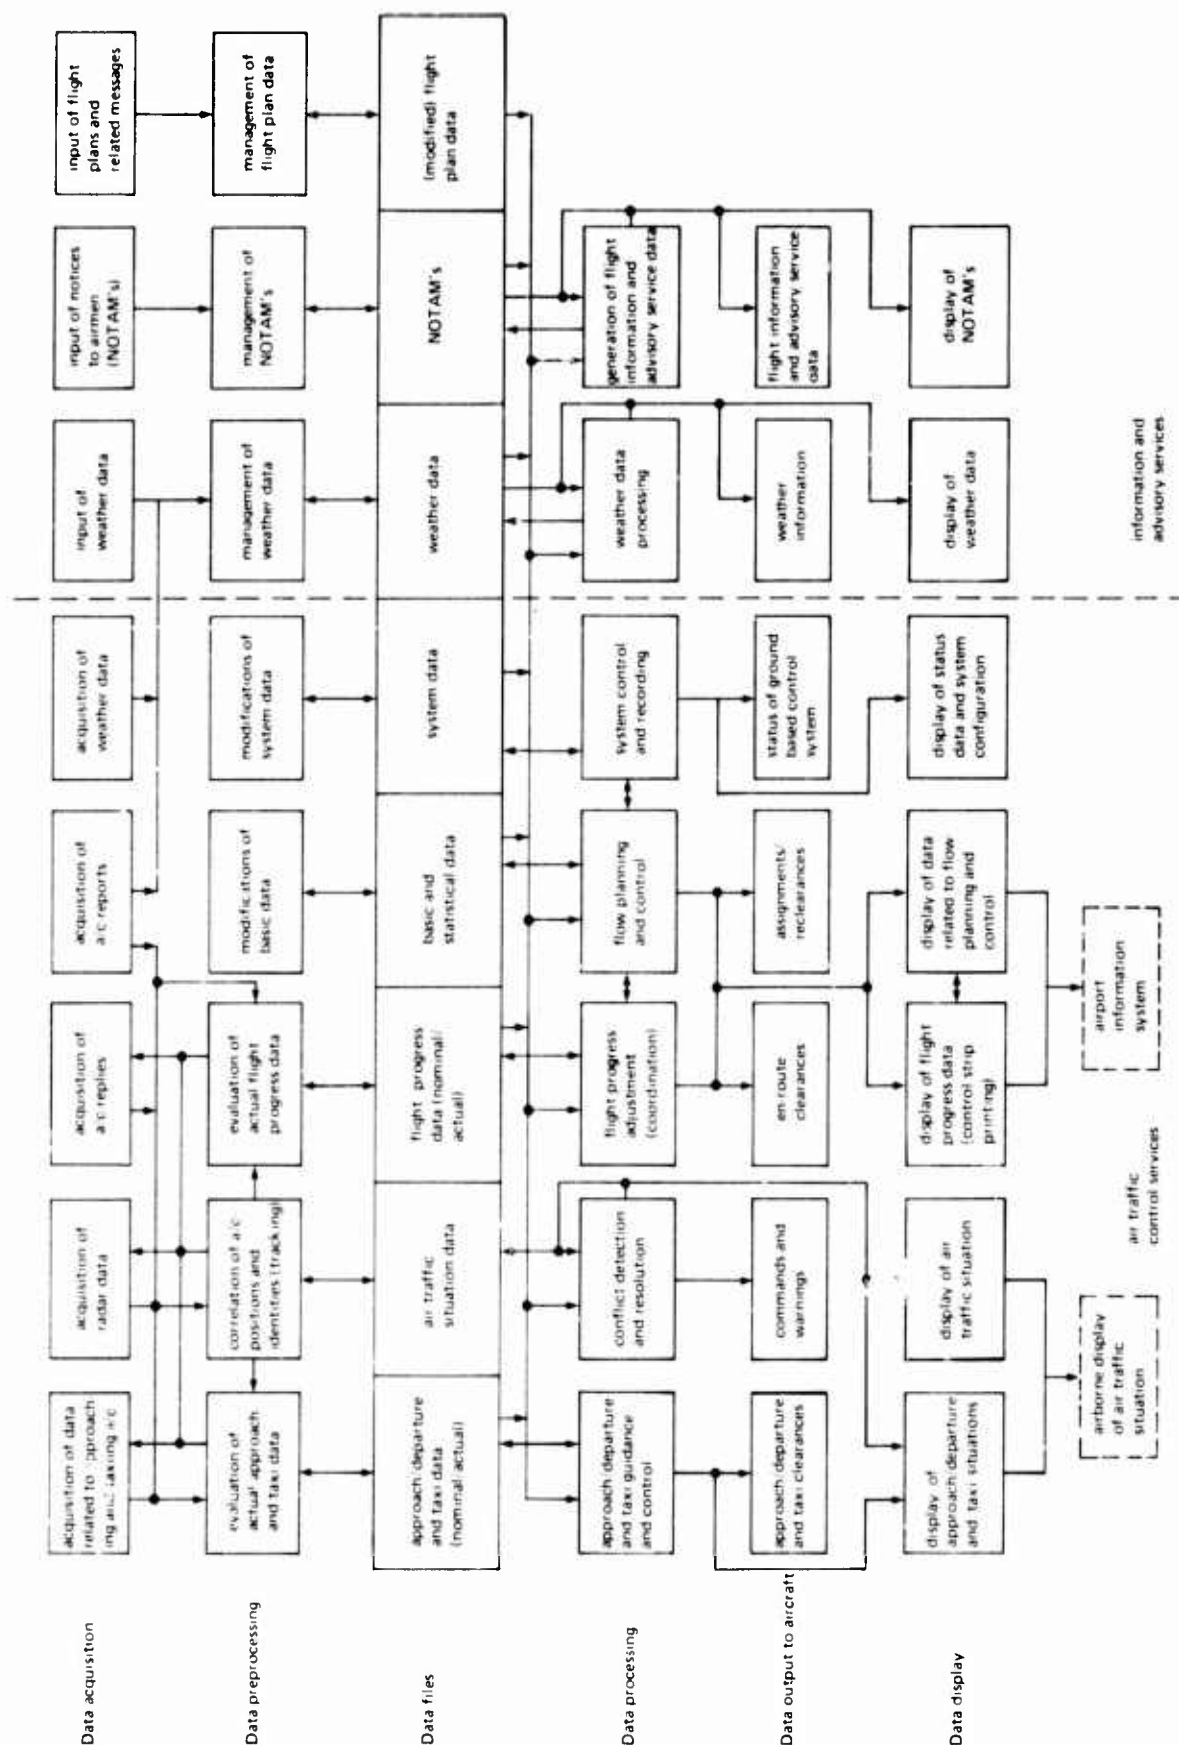 Data acquisition
acquisition of data
related to
ing and taxiing a/c
acquisition of
radar data
acquisition of
a/c replies
acquisition of
a/c reports
acquisition of
weather data
input of
weather data
input of notices
to airmen
(NOTAM's)
input of flight
plans and
related messages
Data preprocessing
evaluation of
actual approach
and taxi data
correlation of a/c
positions and
identities (tracking)
evaluation of
actual flight
progress data
modifications of
basic data
modifications of
system data
management of
weather data
management of
NOTAM's
management of
flight plan data
Data files
approach/departure
and taxi data
(nominal/actual)
air traffic
situation data
flight progress
data (nominal/
actual)
basic and
statistical data
system data
weather data
NOTAM's
(modified) flight
plan data
Data processing
approach/departure
and taxi guidance
and control
conflict detection
and resolution
flight progress
adjustment
(coordination)
flow planning
and control
system control
and recording
weather data
processing
generation of flight
information and
advisory service data
Data output to aircraft
approach/departure
and taxi clearances
commands and
warnings
en route
clearances
assignments/
reclearances
status of ground
based control
system
weather
information
flight information
and advisory service
data
Data display
display of
approach/departure
and taxi situations
display of air
traffic situation
display of flight
progress data
(control strip
printing)
display of data
related to flow
planning and
control
display of status
data and system
configuration
display of
weather data
display of
NOTAM's
airborne display
of air traffic
situation
airport
information
system
air traffic
control services
information and
advisory services